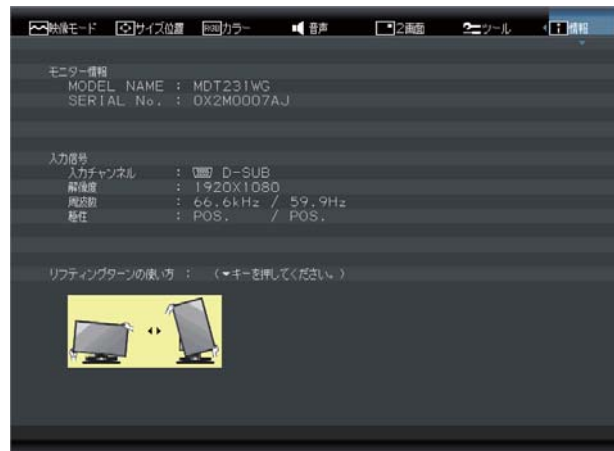 映像モード サイズ位置 RGB カラー 音声 2画面 ツール 情報
モニター情報
MODEL NAME : MDT231WG
SERIAL No. : 0X2M0007AJ
入力信号
入力チャンネル : D-SUB
解像度 : 1920X1080
周波数 : 66.6kHz / 59.9Hz
極性 : POS. / POS.
リフティングターンの使い方 : (▼キーを押してください。)